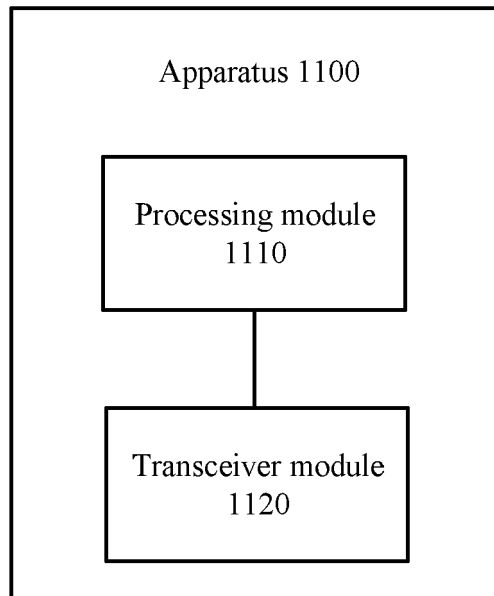 Apparatus 1100
Processing module
1110
Transceiver module
1120